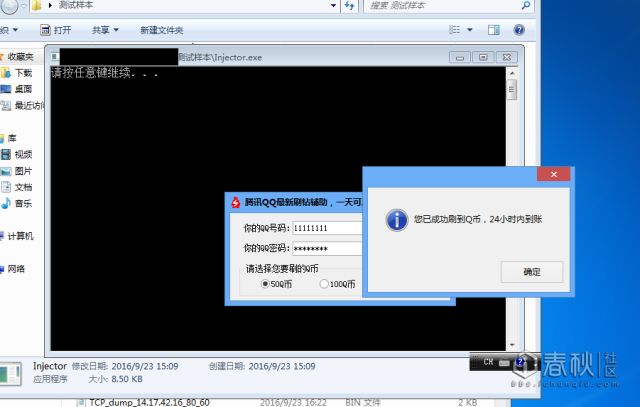 测试样本
搜索 测试样本
织
打开
共享
新建文件夹
收藏夹
下载
桌面
最近访问
库
视频
图片
文档
音乐
计算机
网络
测试样本\Injector.exe
请按任意键继续. . .
腾讯QQ最新刷钻辅助，一天可
你的QQ号码:
11111111
你的QQ密码:
********
请选择您要刷的Q币
50Q币
100Q币
您已成功刷到Q币，24小时内到账
确定
CH
Injector 修改日期: 2016/9/23 15:09 创建日期: 2016/9/23 15:09
应用程序 大小: 8.50 KB
TCP_dump_14.17.42.16_80_60 2016/9/23 16:22 BIN 文件 2 KB
春秋社区
bbs.ichunqiu.com